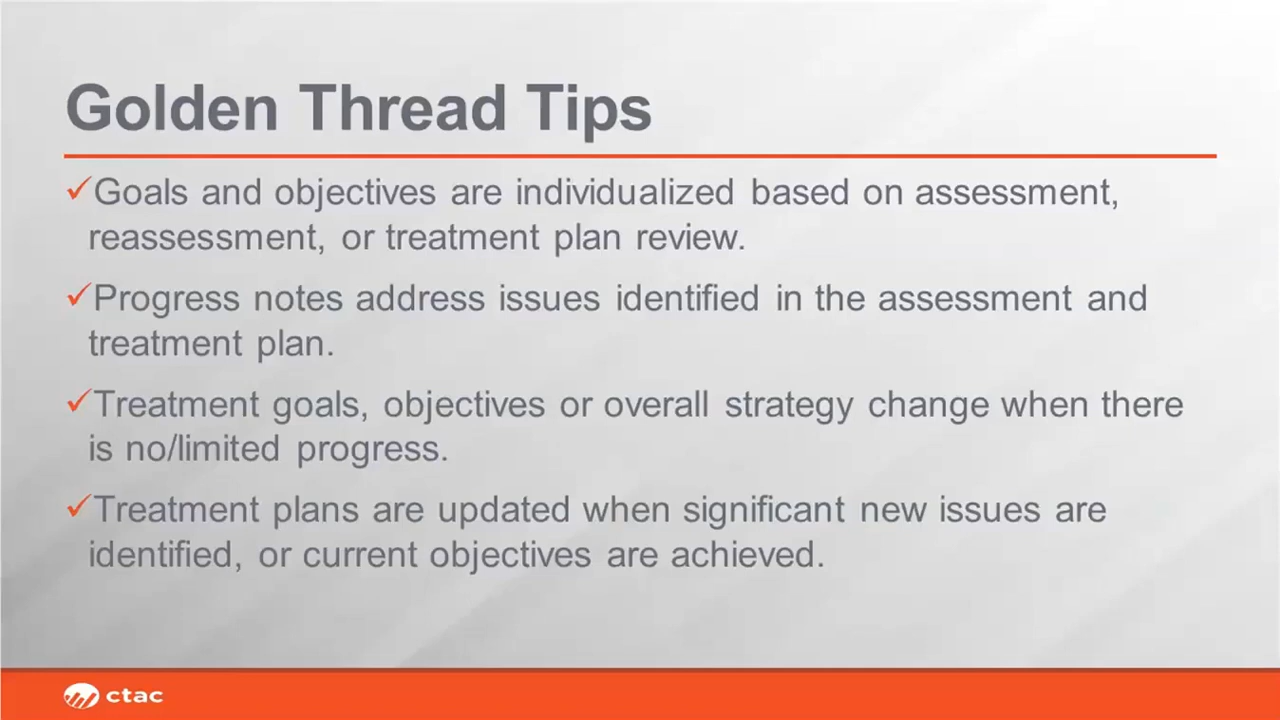 Golden Thread Tips
✓Goals and objectives are individualized based on assessment,
reassessment, or treatment plan review.
✓Progress notes address issues identified in the assessment and
treatment plan.
✓Treatment goals, objectives or overall strategy change when there
is no/limited progress.
✓Treatment plans are updated when significant new issues are
identified, or current objectives are achieved.
ctac